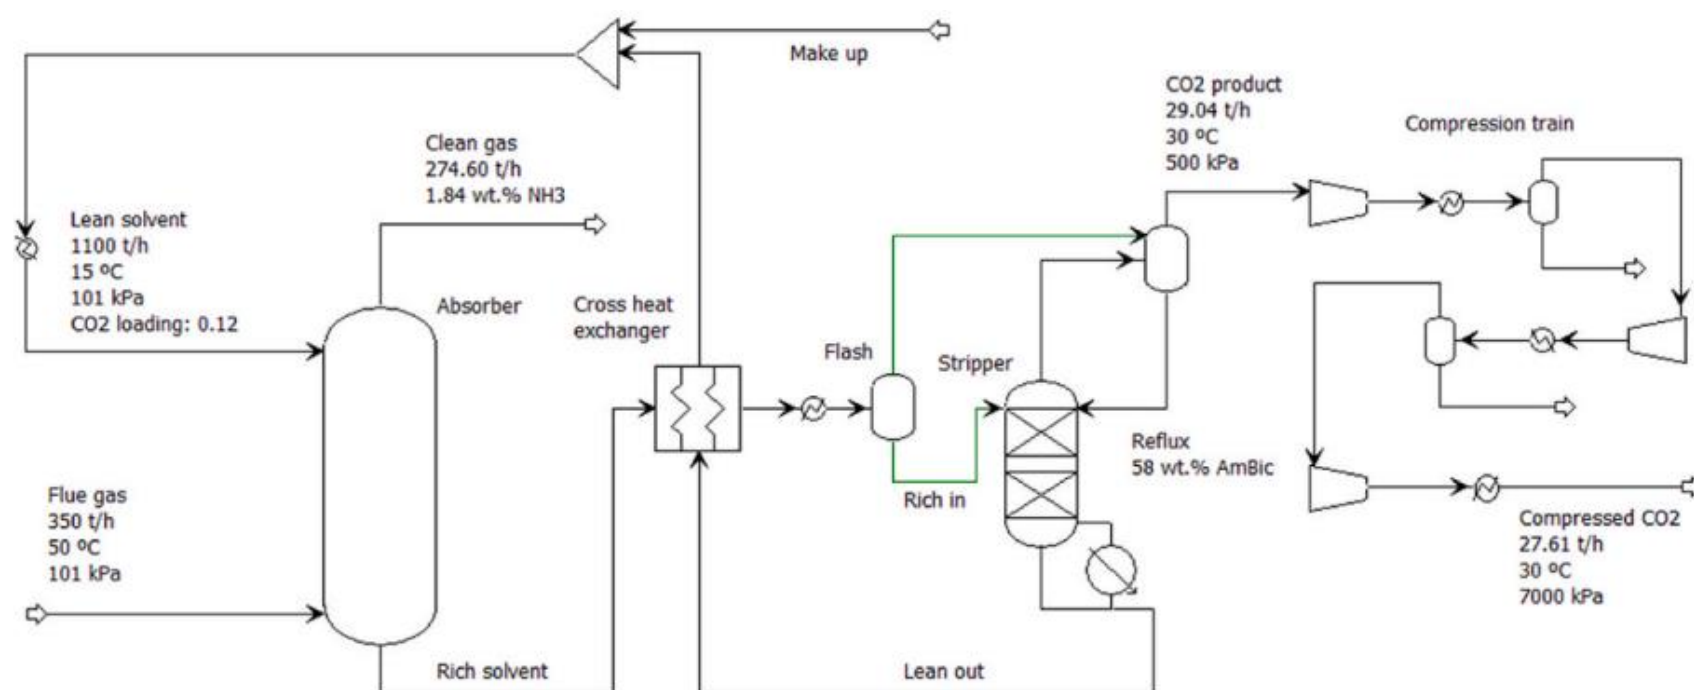 Make up
CO2 product
29.04 t/h
30 ºC
500 kPa
Compression train
Clean gas
274.60 t/h
1.84 wt.% NH3
Lean solvent
1100 t/h
15 ºC
101 kPa
CO2 loading: 0.12
Absorber
Cross heat
exchanger
Flash
Stripper
Reflux
58 wt.% AmBic
Rich in
Flue gas
350 t/h
50 ºC
101 kPa
Compressed CO2
27.61 t/h
30 ºC
7000 kPa
Rich solvent
Lean out